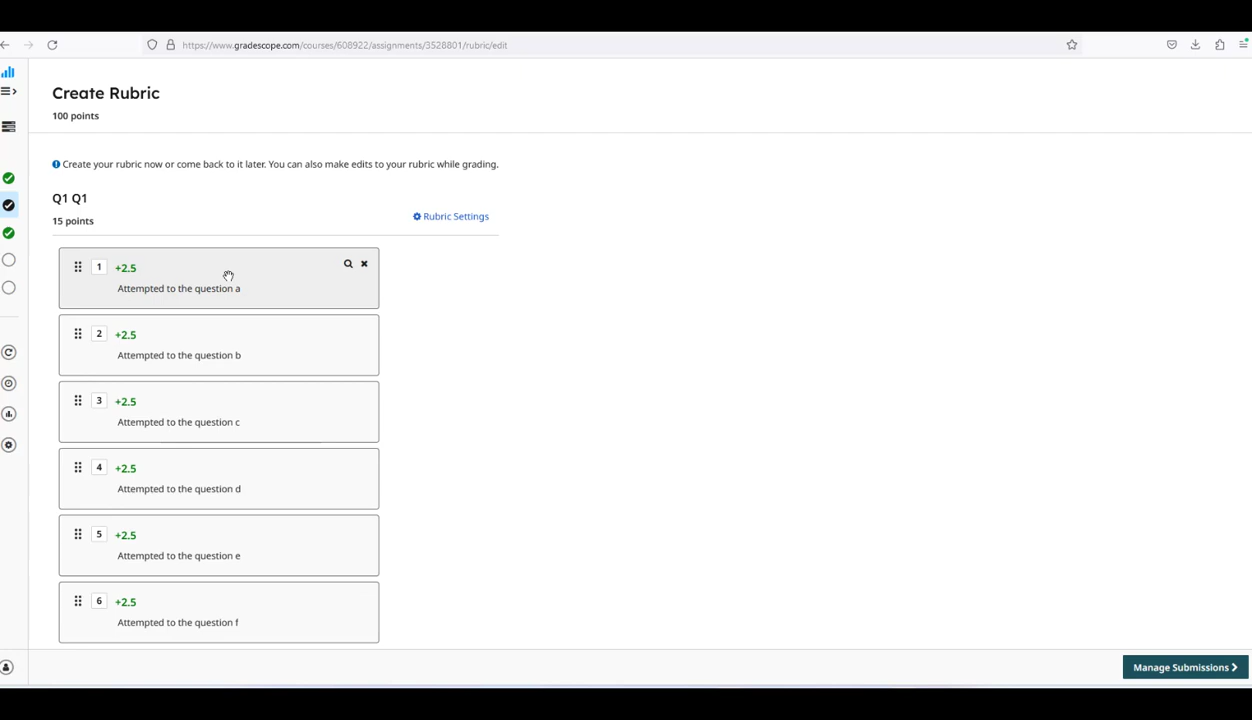 https://www.gradescope.com/courses/608922/assignments/3528801/rubric/edit
Create Rubric
100 points
Create your rubric now or come back to it later. You can also make edits to your rubric while grading.
Q1 Q1
15 points
Rubric Settings
1 +2.5
Attempted to the question a
2 +2.5
Attempted to the question b
3 +2.5
Attempted to the question c
4 +2.5
Attempted to the question d
5 +2.5
Attempted to the question e
6 +2.5
Attempted to the question f
Manage Submissions